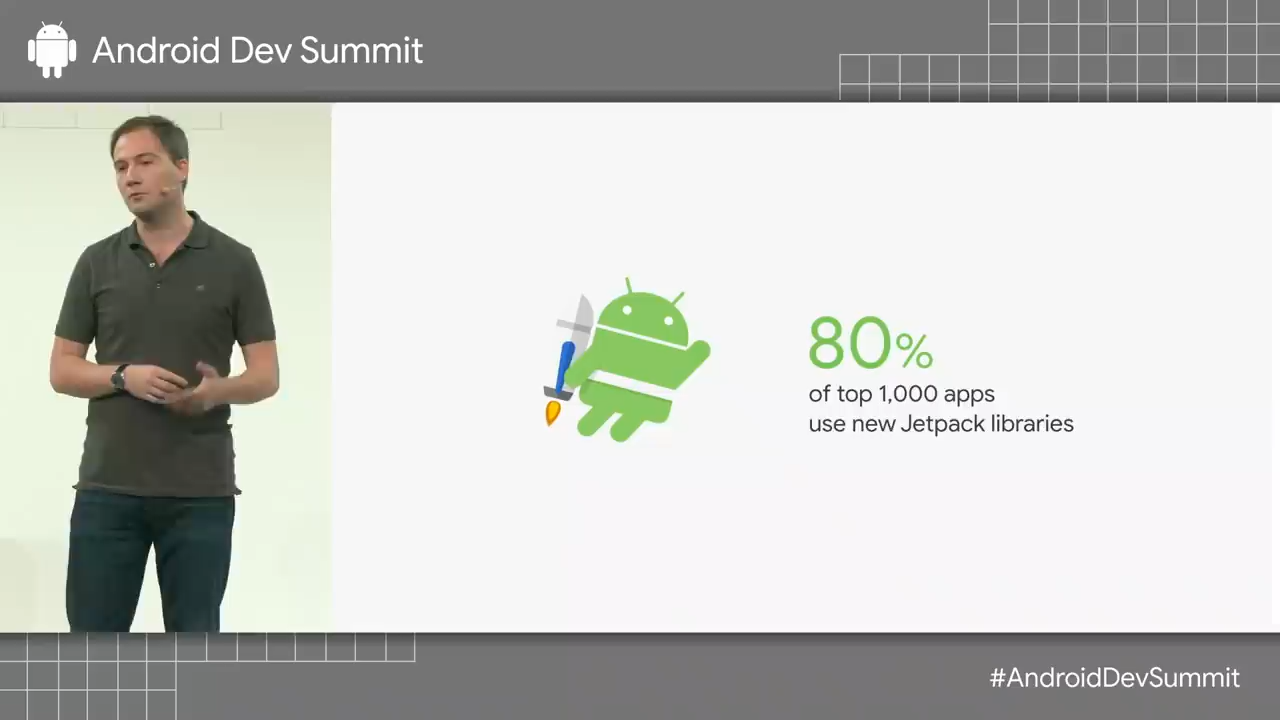 Android Dev Summit
80%
of top 1,000 apps
use new Jetpack libraries
#AndroidDevSummit